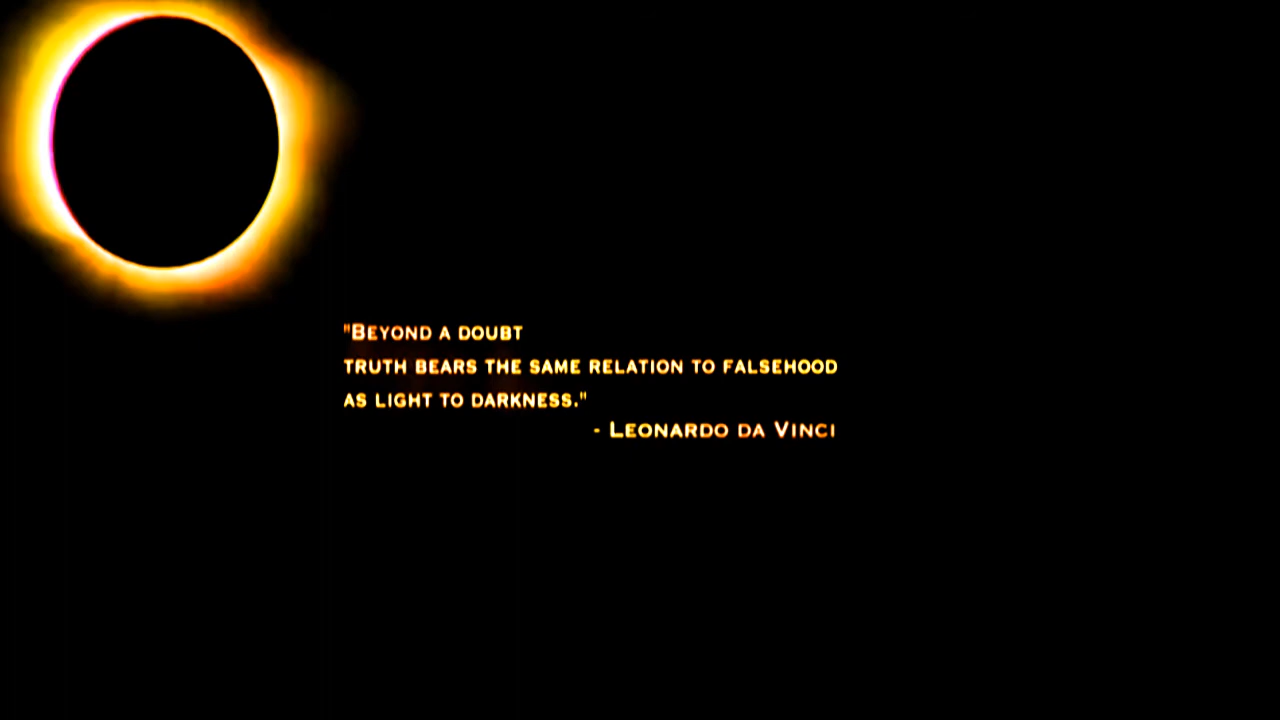 "Beyond a doubt
truth bears the same relation to falsehood
as light to darkness."
- Leonardo da Vinci